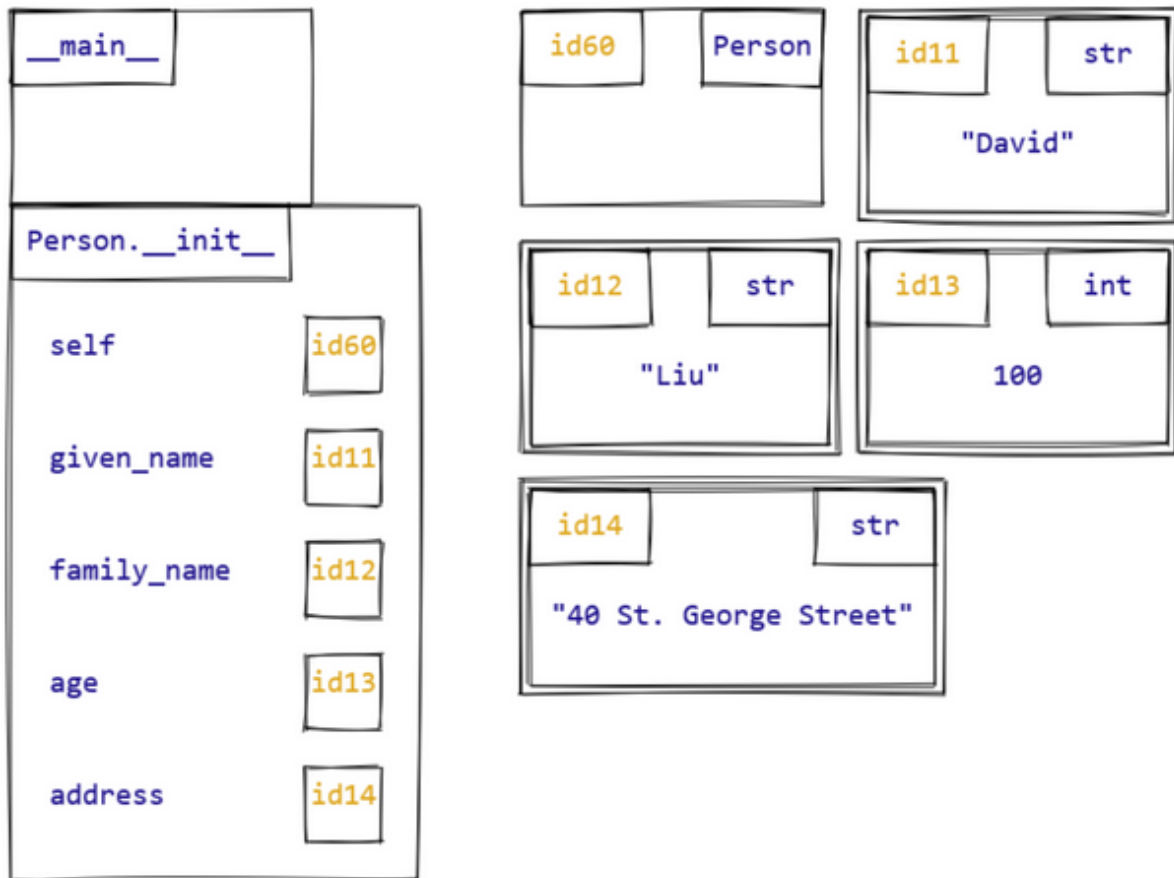 __main__
Person.__init__
self id60
given_name id11
family_name id12
age id13
address id14
id60 Person
id11 str
"David"
id12 str
"Liu"
id13 int
100
id14 str
"40 St. George Street"